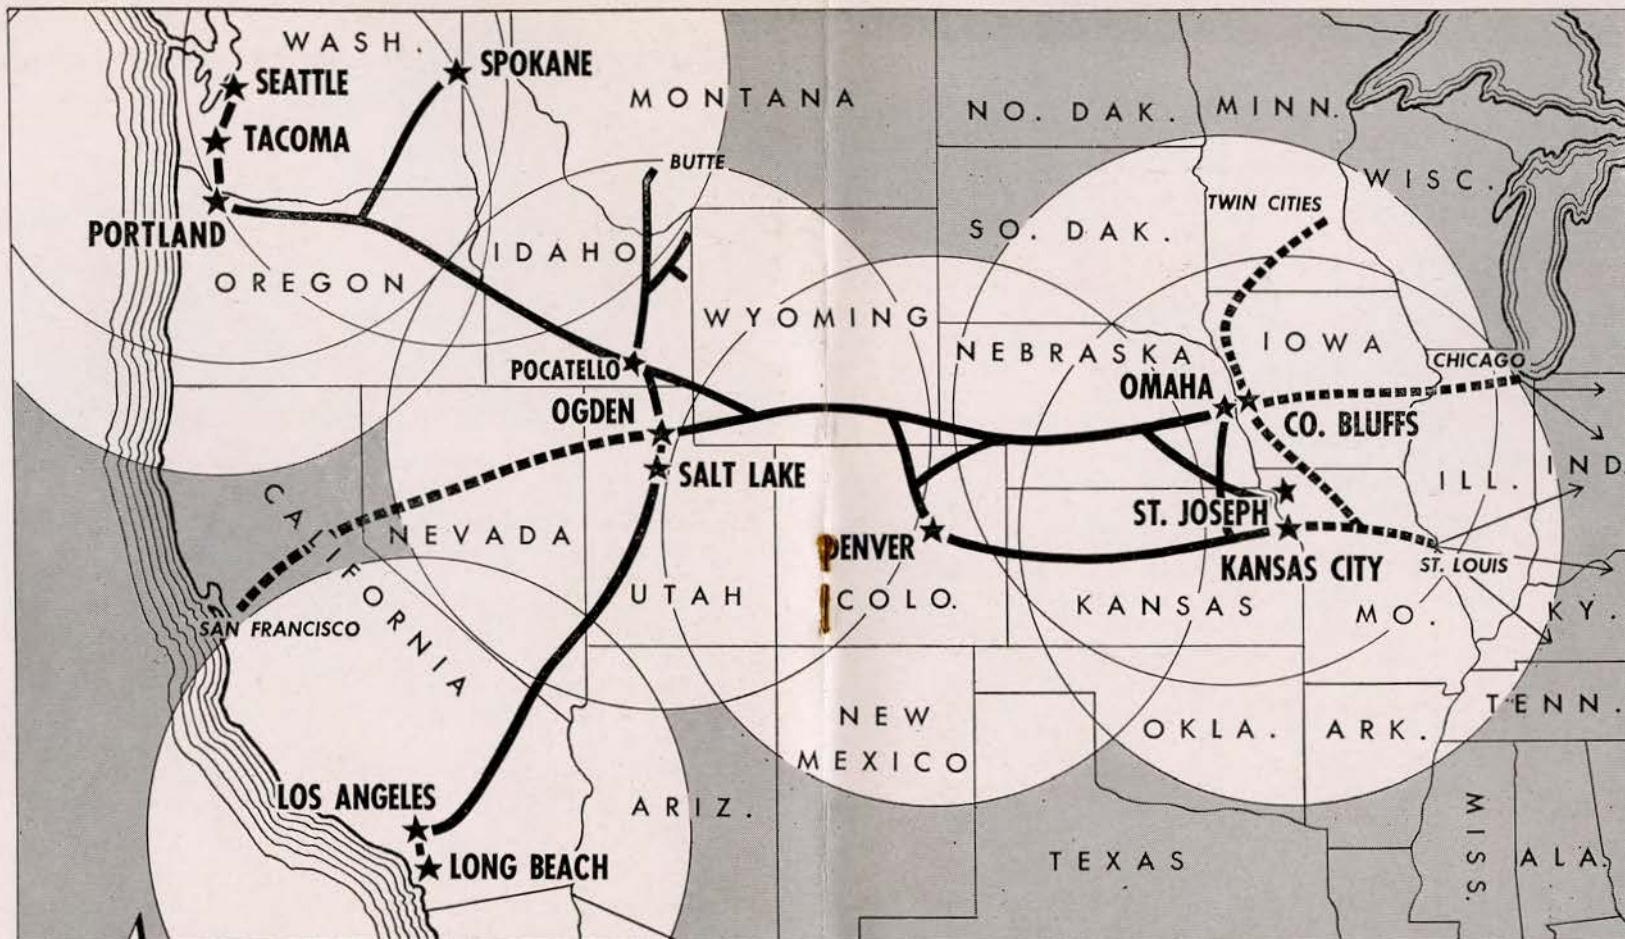 WASH.
SPOKANE
SEATTLE
MONTANA
TACOMA
NO. DAK.
MINN.
BUTTE
WISC.
TWIN CITIES
PORTLAND
IDAHO
SO. DAK.
OREGON
WYOMING
NEBRASKA
IOWA
CHICAGO
POCATELLO
OMAHA
OGDEN
CO. BLUFFS
SALT LAKE
ILL.
IND
CALIFORNIA
NEVADA
ST. JOSEPH
DENVER
KANSAS CITY
ST. LOUIS
UTAH
COLO.
KANSAS
MO.
KY.
SAN FRANCISCO
NEW
MEXICO
OKLA.
ARK.
TENN.
LOS ANGELES
ARIZ.
MISS.
LONG BEACH
TEXAS
ALA.